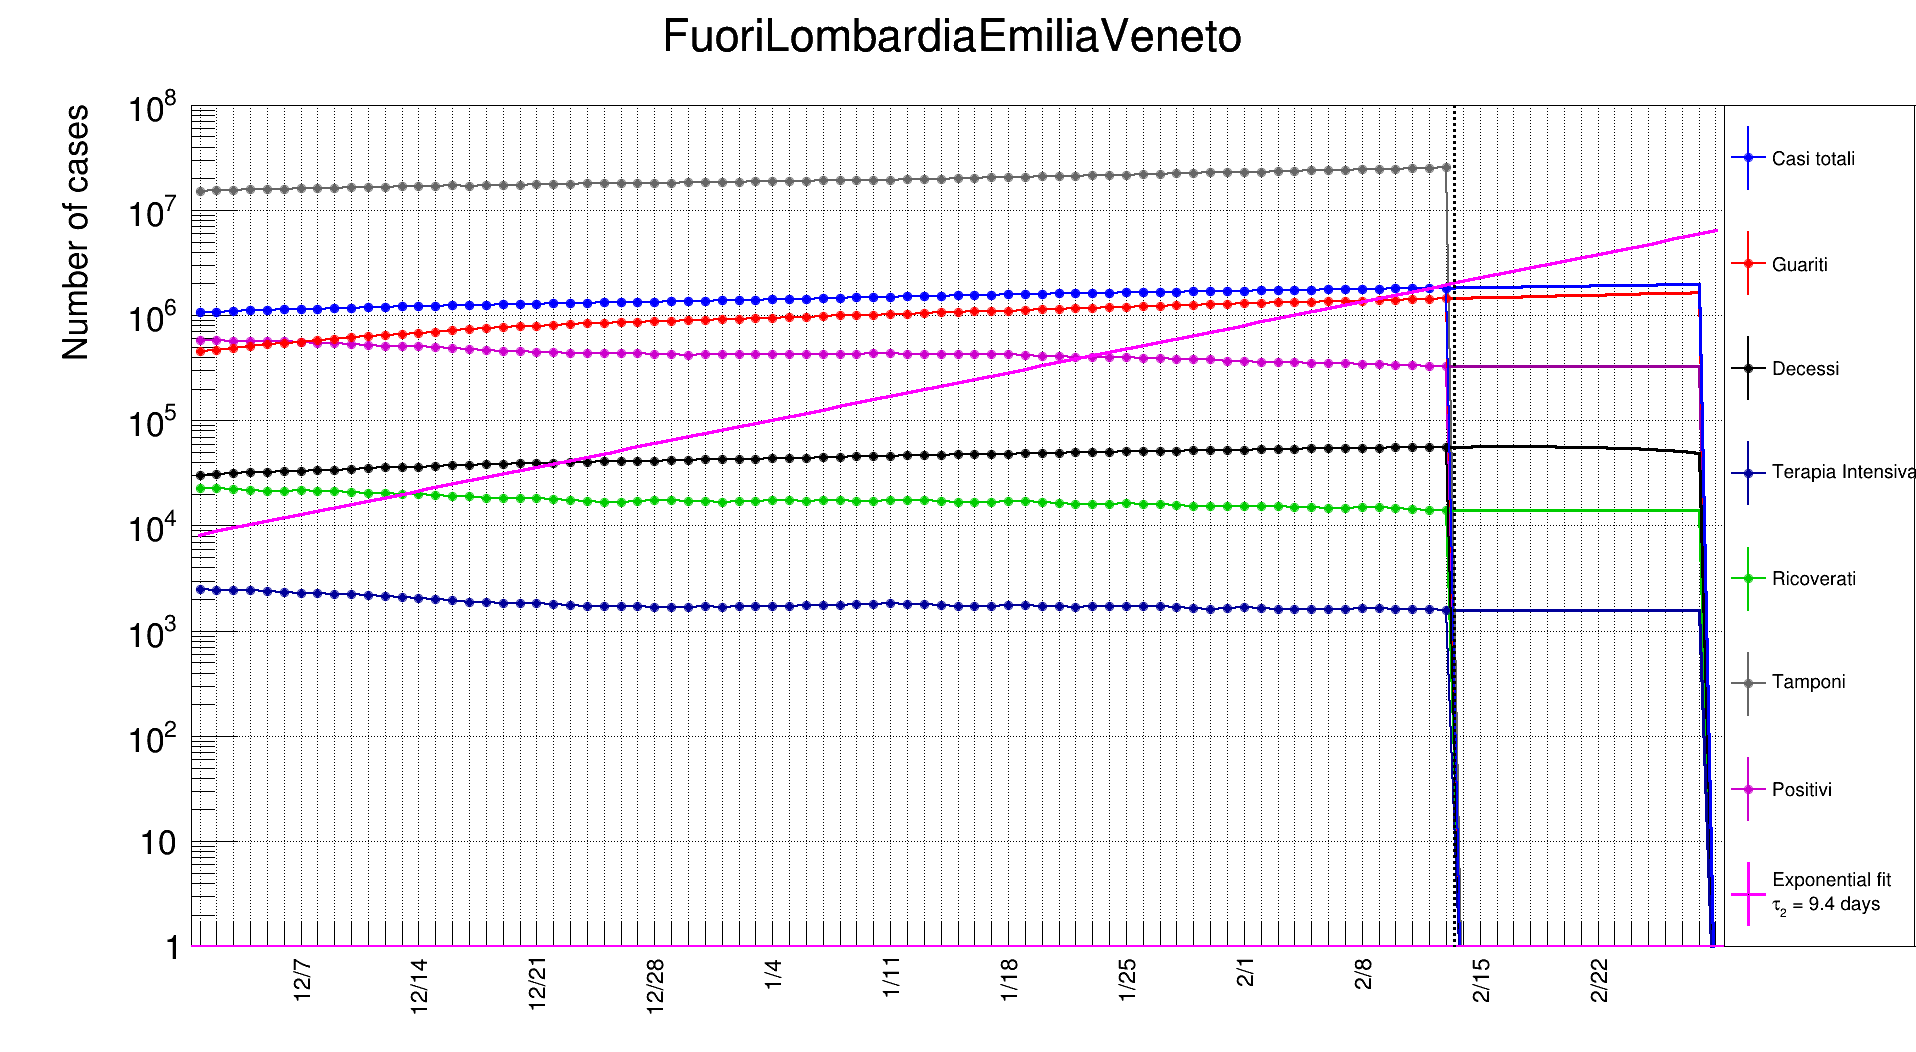 FuoriLombardiaEmiliaVeneto
Number of cases
10^8
10^7
10^6
10^5
10^4
10^3
10^2
10
1
12/7
12/14
12/21
12/28
1/4
1/11
1/18
1/25
2/1
2/8
2/15
2/22
Casi totali
Guariti
Decessi
Terapia Intensiva
Ricoverati
Tamponi
Positivi
Exponential fit
τ₂ = 9.4 days